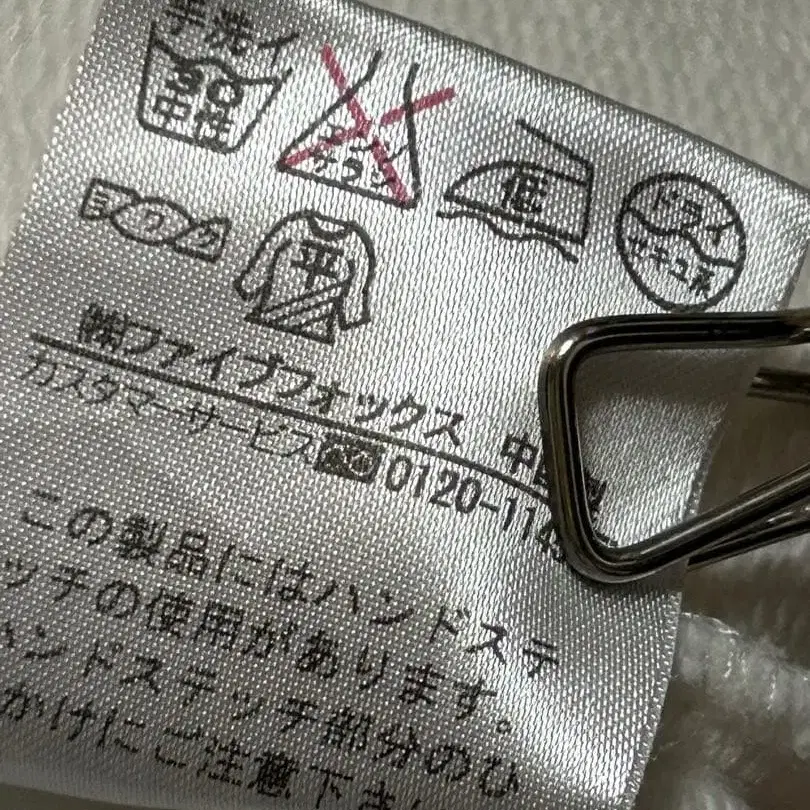 手洗イ
30
中性
エンソ
サラシ
低
ドライ
セキユ系
ヨワク
平
㈱ファイブフォックス 中国製
カスタマーサービス 0120-114
この製品にはハンドステ
ッチの使用があります。
ハンドステッチ部分のひ
っかけにご注意下さ